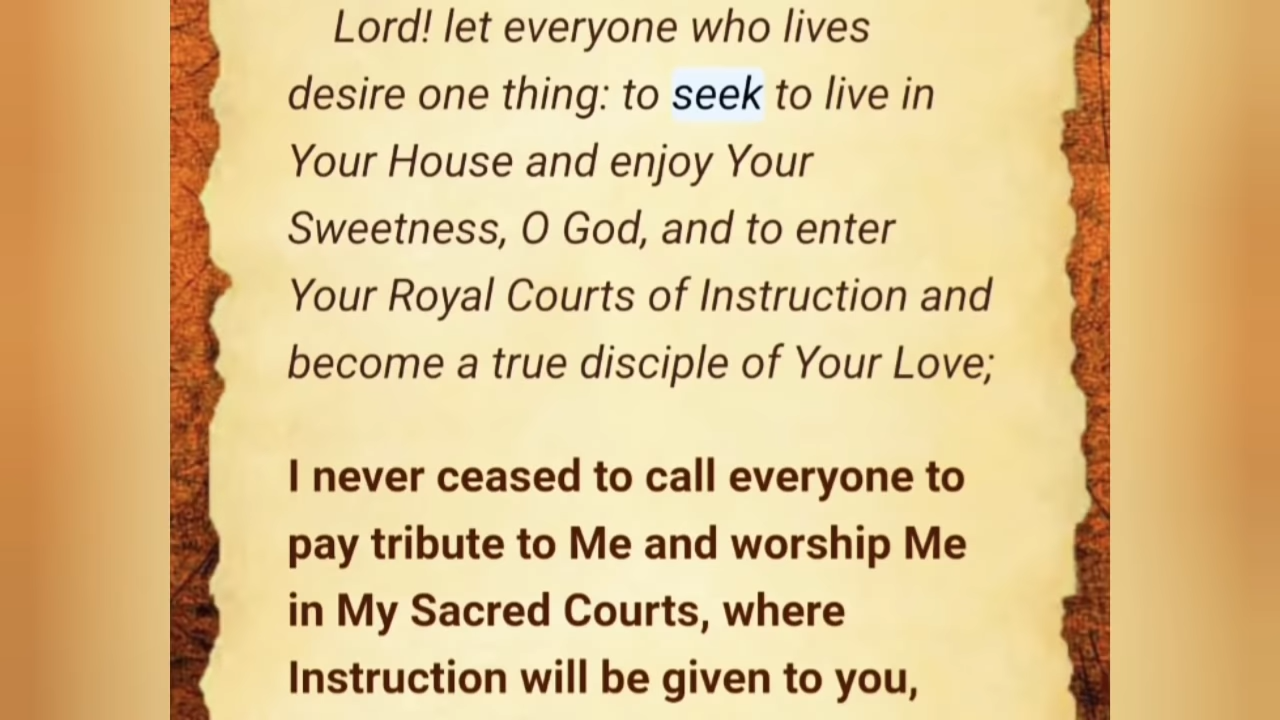 Lord! let everyone who lives
desire one thing: to seek to live in
Your House and enjoy Your
Sweetness, O God, and to enter
Your Royal Courts of Instruction and
become a true disciple of Your Love;
I never ceased to call everyone to
pay tribute to Me and worship Me
in My Sacred Courts, where
Instruction will be given to you,